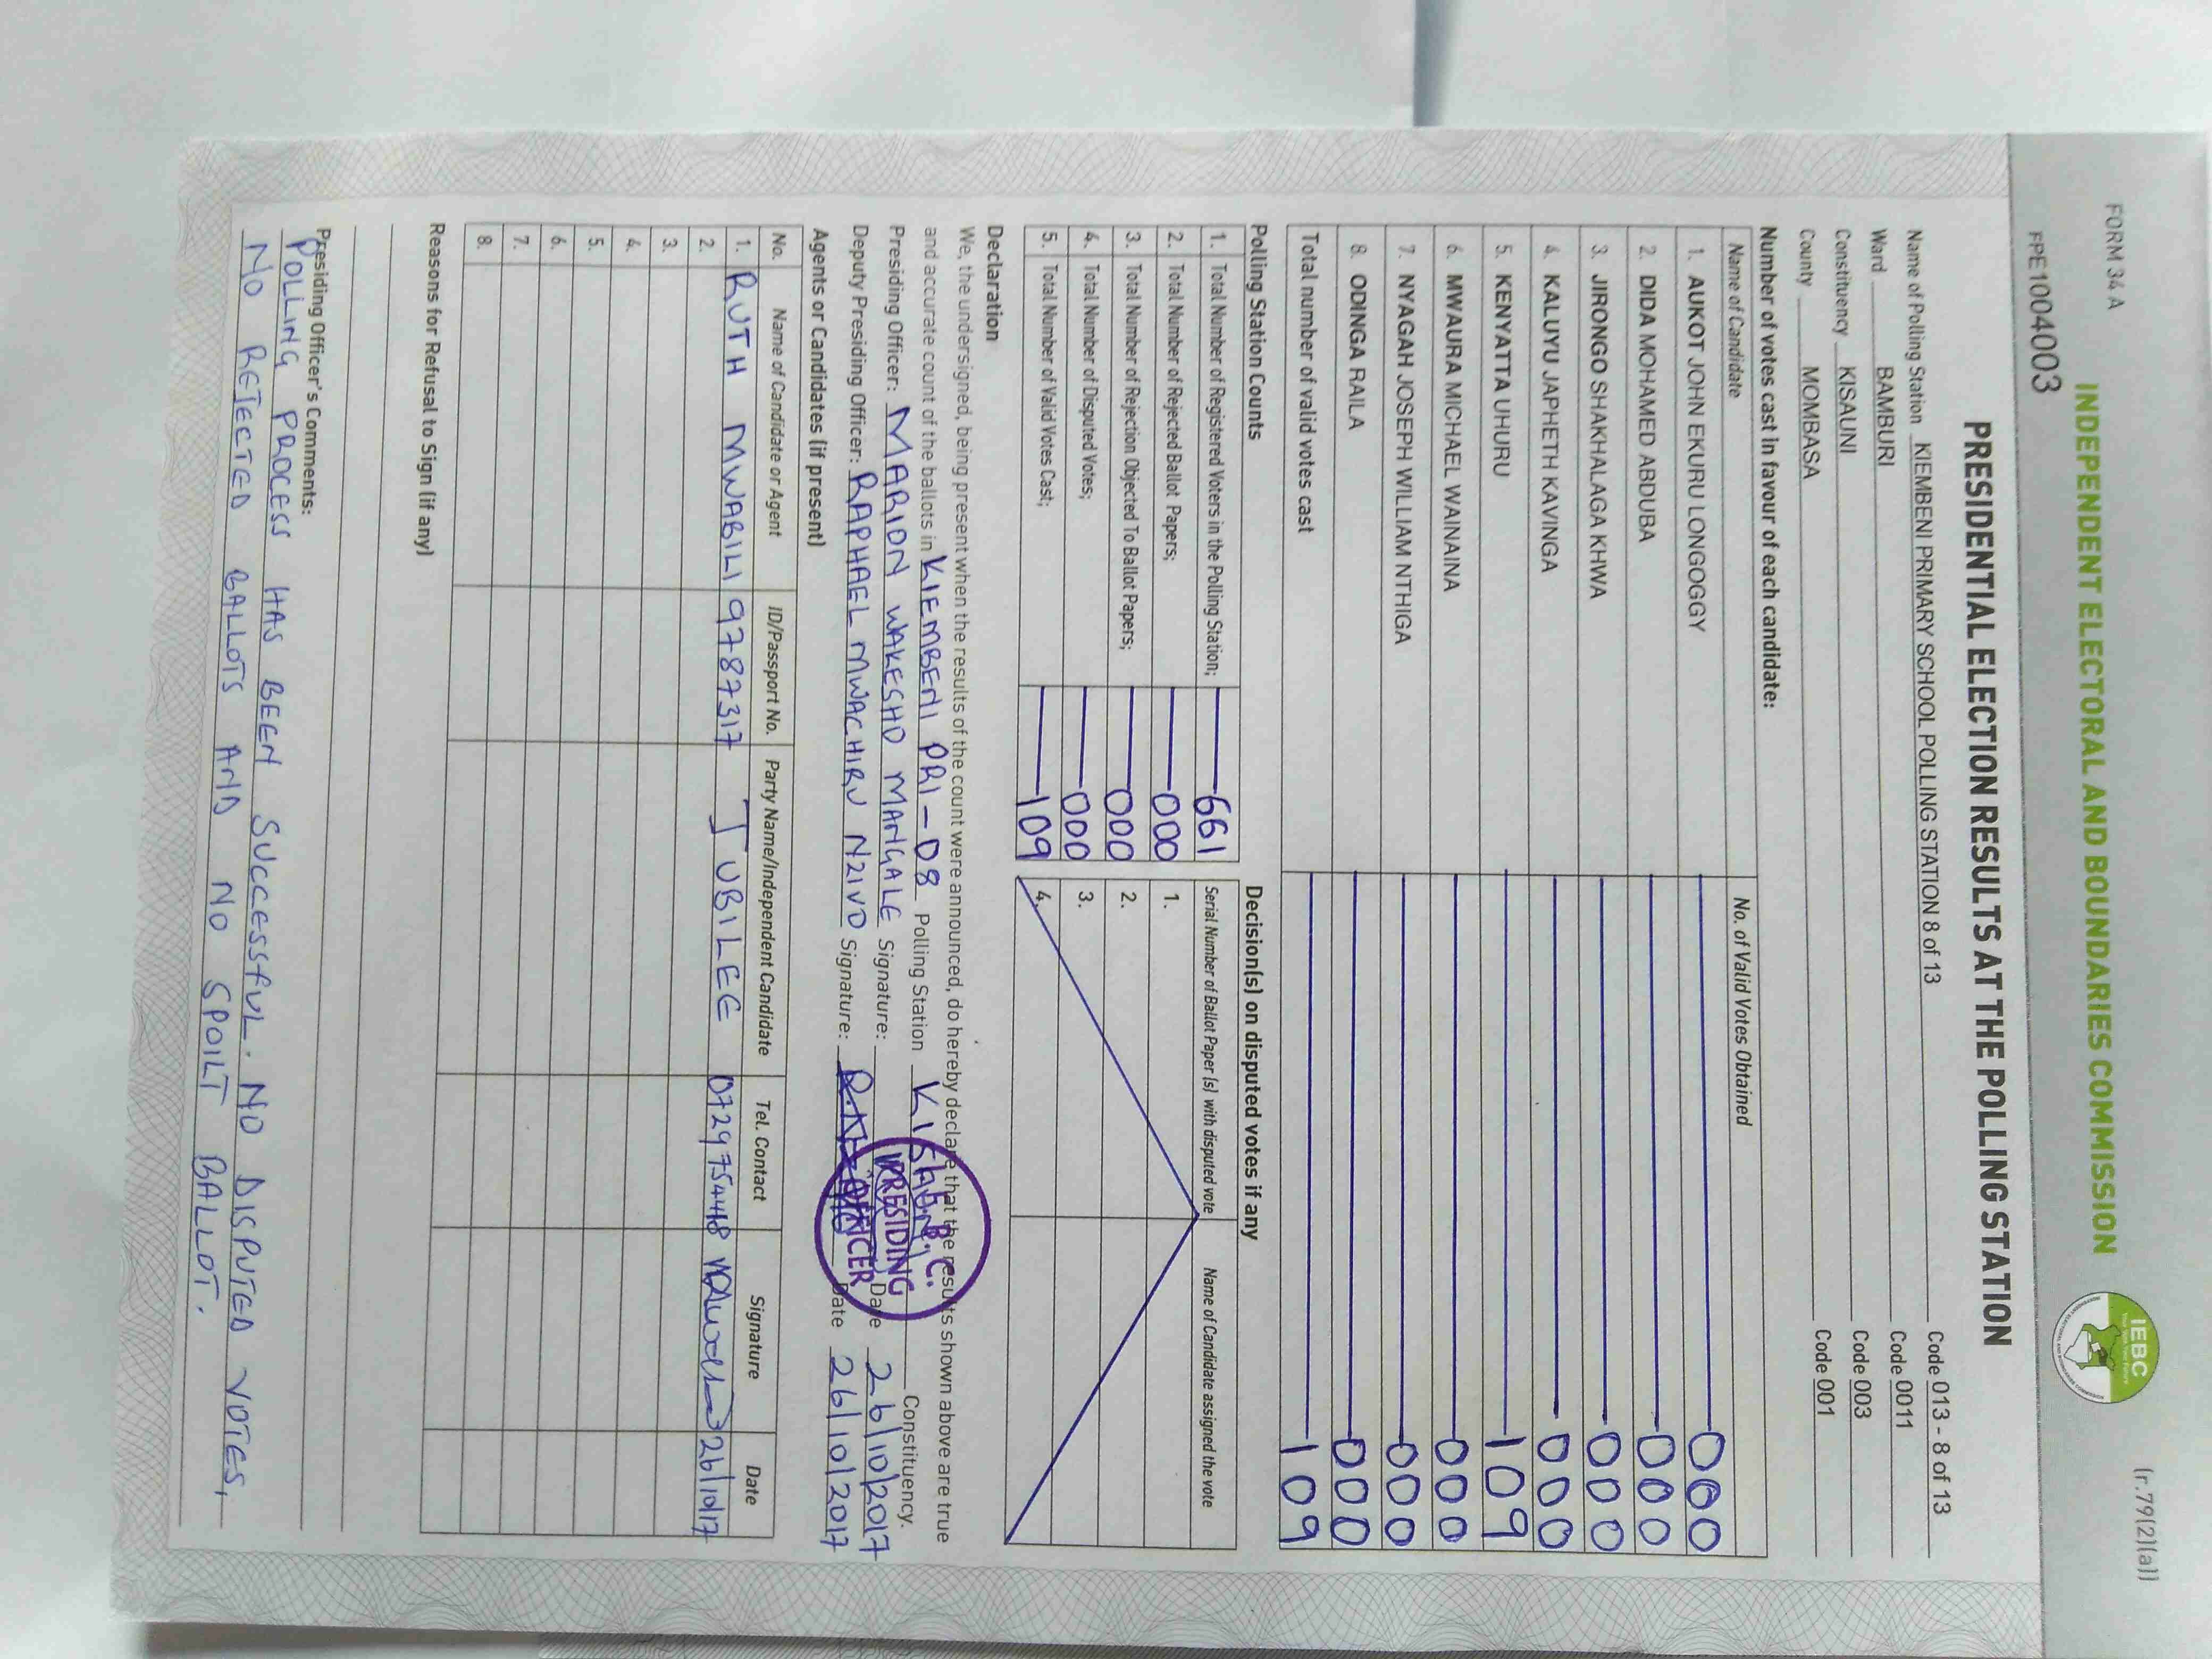 FORM 34 A
(r.79(2)(a))
INDEPENDENT ELECTORAL AND BOUNDARIES COMMISSION
IEBC
FPE1004003
PRESIDENTIAL ELECTION RESULTS AT THE POLLING STATION
Name of Polling Station KIEMBENI PRIMARY SCHOOL POLLING STATION 8 of 13 Code 013 - 8 of 13
Ward BAMBURI Code 0011
Constituency KISAUNI Code 003
County MOMBASA Code 001
Number of votes cast in favour of each candidate:
Name of Candidate No. of Valid Votes Obtained
1. AUKOT JOHN EKURU LONGOGGY 000
2. DIDA MOHAMED ABDUBA 000
3. JIRONGO SHAKHALAGA KHWA 000
4. KALUYU JAPHETH KAVINGA 000
5. KENYATTA UHURU 109
6. MWAURA MICHAEL WAINAINA 000
7. NYAGAH JOSEPH WILLIAM NTHIGA 000
8. ODINGA RAILA 000
Total number of valid votes cast 109
Polling Station Counts
1. Total Number of Registered Voters in the Polling Station; 661
2. Total Number of Rejected Ballot Papers; 000
3. Total Number of Rejection Objected To Ballot Papers; 000
4. Total Number of Disputed Votes; 000
5. Total Number of Valid Votes Cast; 109
Decision(s) on disputed votes if any
Serial Number of Ballot Paper (s) with disputed vote Name of Candidate assigned the vote
1.
2.
3.
4.
Declaration
We, the undersigned, being present when the results of the count were announced, do hereby declare that the results shown above are true
and accurate count of the ballots in KIEMBENI PRI - 08 Polling Station KISAUNI Constituency.
Presiding Officer: MARION WAKESHO MANGALE Signature: Date 26/10/2017
Deputy Presiding Officer: RAPHAEL MWACHIRU NZIVO Signature: Date 26/10/2017
PRESIDING
OFFICER
Agents or Candidates (if present)
No. Name of Candidate or Agent ID/Passport No. Party Name/Independent Candidate Tel. Contact Signature Date
1. RUTH MWABILI 9787317 JUBILEE 0729754448 26/10/17
2.
3.
4.
5.
6.
7.
8.
Reasons for Refusal to Sign (if any)
Presiding Officer's Comments:
POLLING PROCESS HAS BEEN SUCCESSFUL. NO DISPUTED VOTES,
NO REJECTED BALLOTS AND NO SPOILT BALLOT.